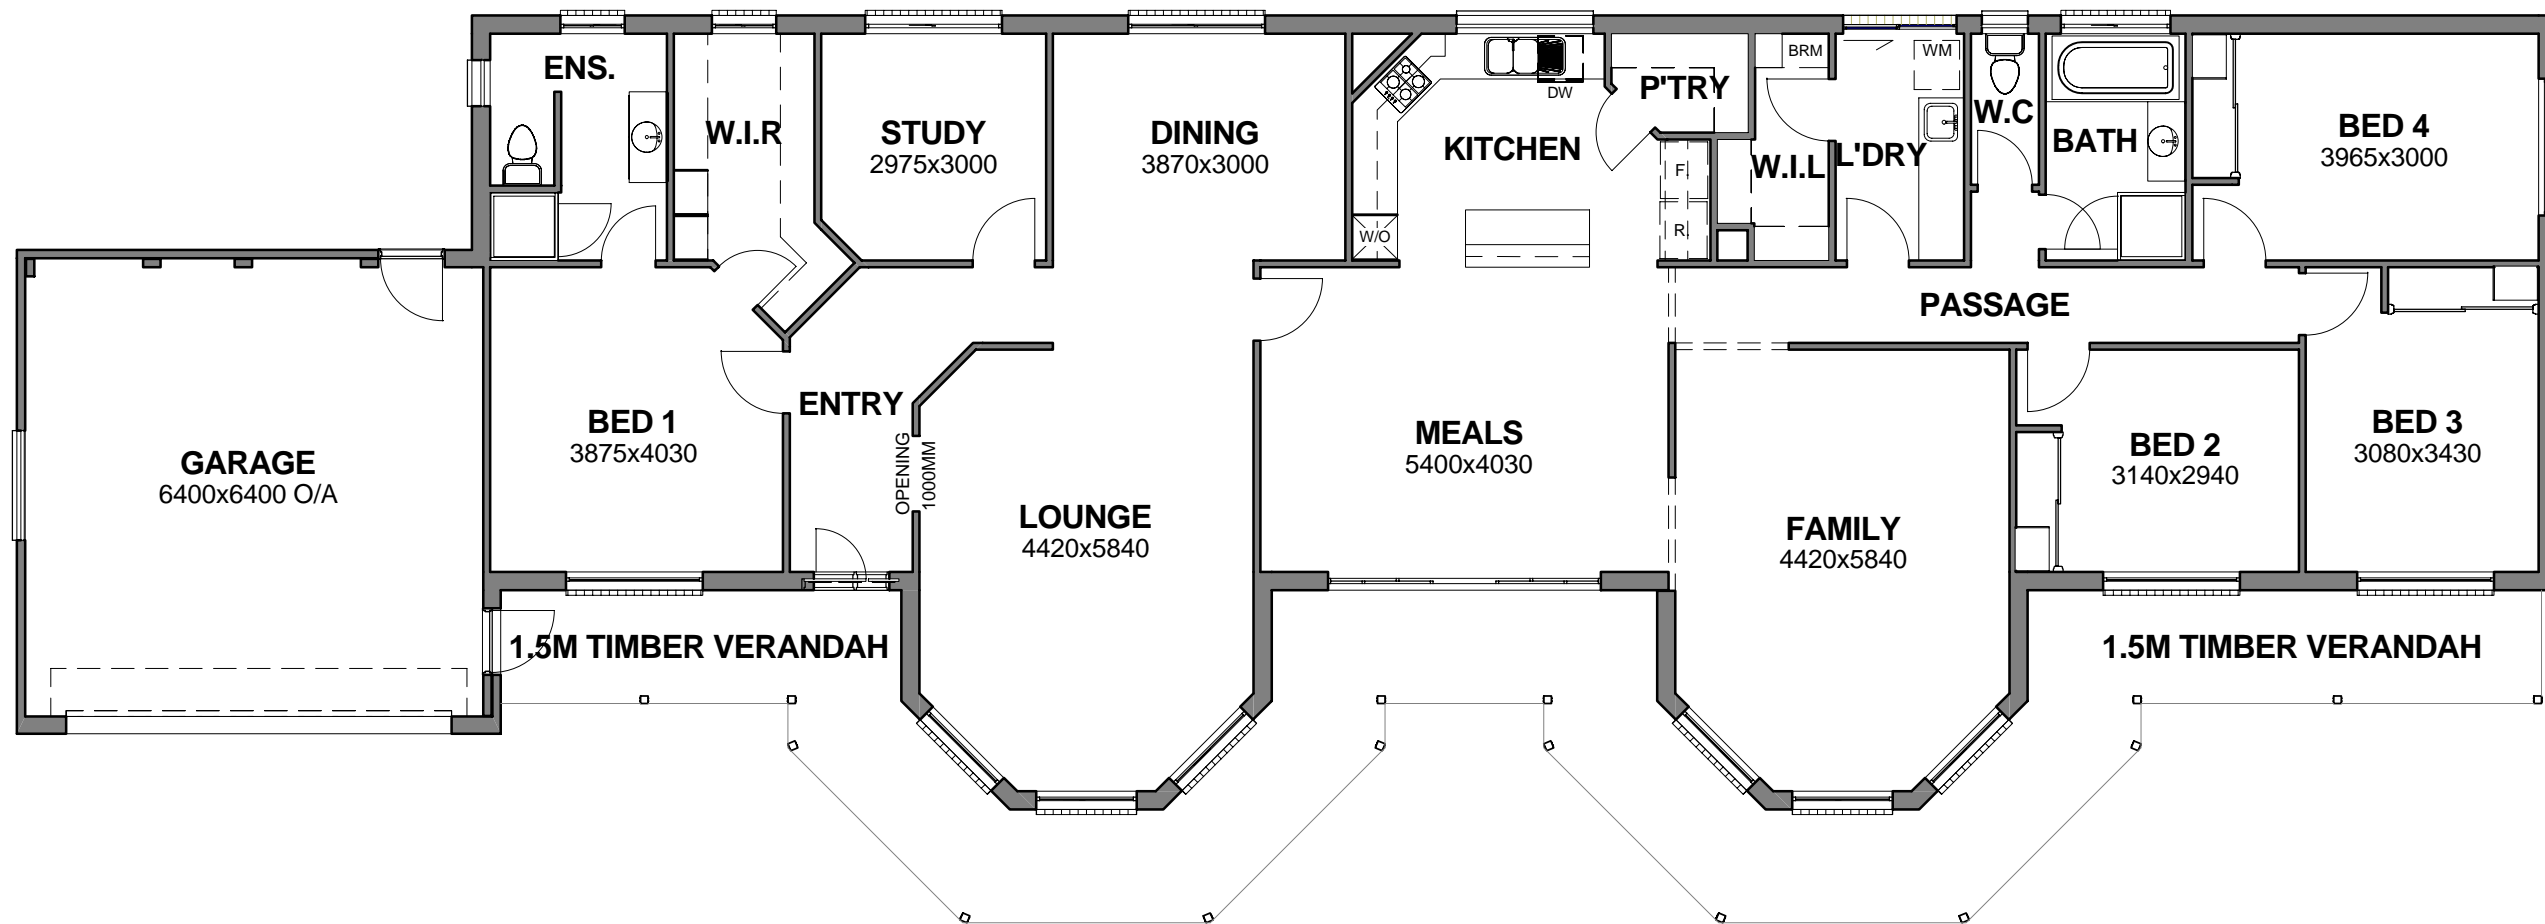 ENS.
W.I.R
STUDY
2975x3000
DINING
3870x3000
KITCHEN
DW
W/O
P'TRY
F.
R.
BRM
W.I.L
L'DRY
WM
W.C
BATH
BED 4
3965x3000
PASSAGE
GARAGE
6400x6400 O/A
BED 1
3875x4030
ENTRY
OPENING
1000MM
LOUNGE
4420x5840
MEALS
5400x4030
FAMILY
4420x5840
BED 2
3140x2940
BED 3
3080x3430
1.5M TIMBER VERANDAH
1.5M TIMBER VERANDAH